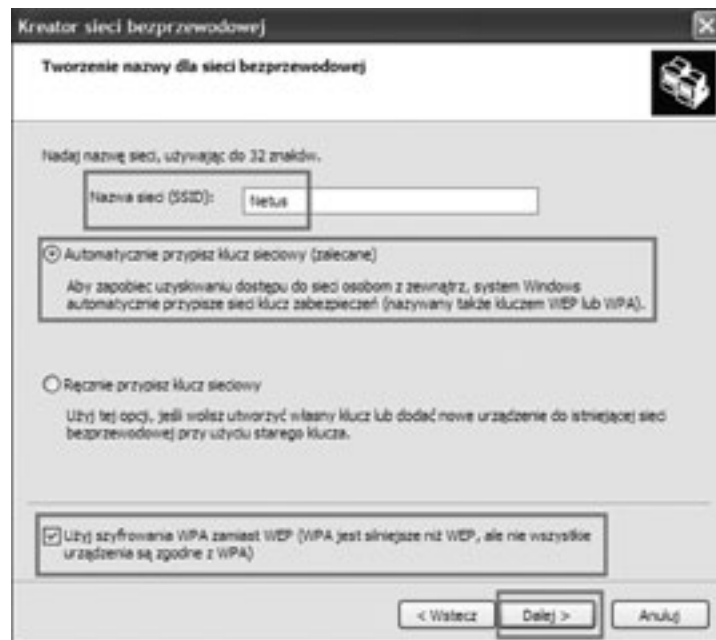 Kreator sieci bezprzewodowej
Tworzenie nazwy dla sieci bezprzewodowej
Nadaj nazwę sieci, używając do 32 znaków.
Nazwa sieci (SSID): Netus
Automatycznie przypisz klucz sieciowy (zalecane)
Aby zapobiec uzyskiwaniu dostępu do sieci osobom z zewnątrz, system Windows
automatycznie przypisze sieci klucz zabezpieczeń (nazywany także kluczem WEP lub WPA).
Ręcznie przypisz klucz sieciowy
Użyj tej opcji, jeśli wolisz utworzyć własny klucz lub dodać nowe urządzenie do istniejącej sieci
bezprzewodowej przy użyciu starego klucza.
Użyj szyfrowania WPA zamiast WEP (WPA jest silniejsze niż WEP, ale nie wszystkie
urządzenia są zgodne z WPA)
< Wstecz Dalej > Anuluj